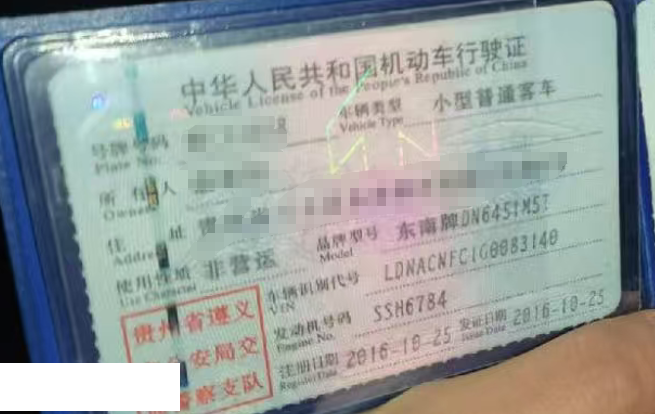 中华人民共和国机动车行驶证
Vehicle License of the People's Republic of China
号牌号码 车辆类型 小型普通客车
Plate No. Vehicle Type
所有人
Owner
住址
Address
品牌型号 东南牌DN6451M5T
Model
使用性质 非营运
Use Character
车辆识别代号 LDNACNFC1G0083140
VIN
发动机号码 SSH6784
Engine No.
注册日期 2016-10-25 发证日期 2016-10-25
Register Date Issue Date
贵州省遵义
安局交
警察支队